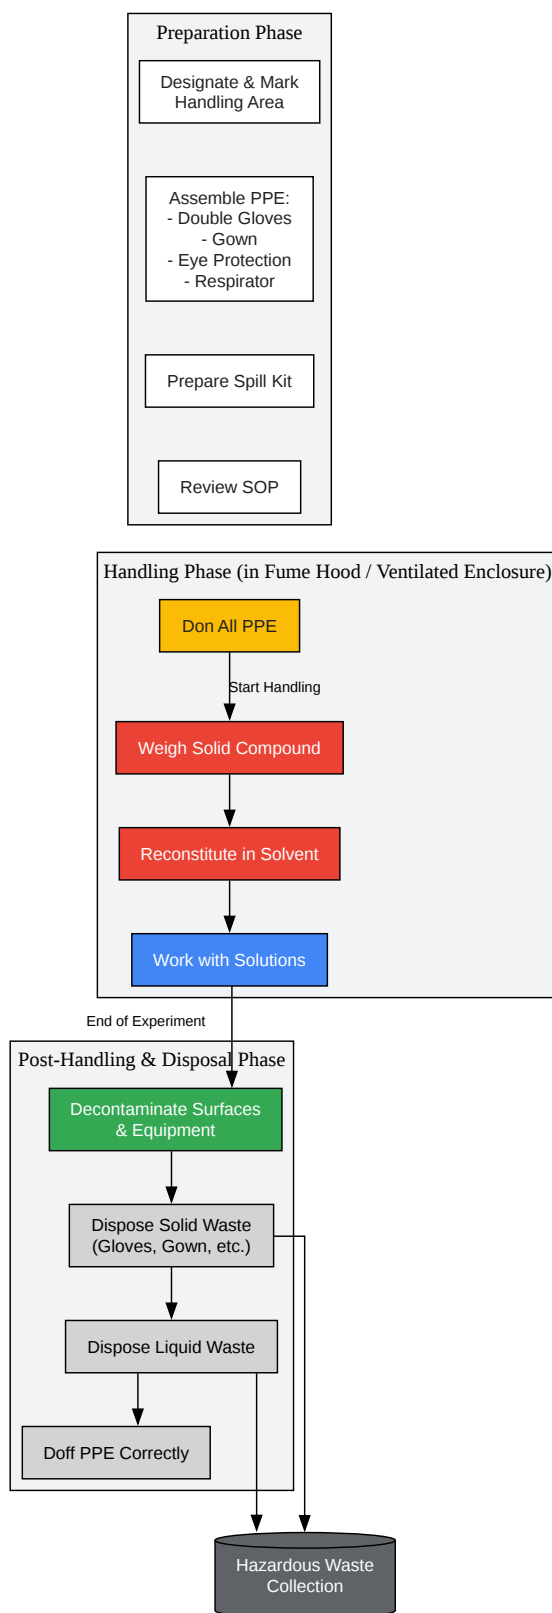 Preparation Phase
Designate & Mark
Handling Area
Assemble PPE:
- Double Gloves
- Gown
- Eye Protection
- Respirator
Prepare Spill Kit
Review SOP
Handling Phase (in Fume Hood / Ventilated Enclosure)
Don All PPE
Start Handling
Weigh Solid Compound
Reconstitute in Solvent
Work with Solutions
End of Experiment
Post-Handling & Disposal Phase
Decontaminate Surfaces
& Equipment
Dispose Solid Waste
(Gloves, Gown, etc.)
Dispose Liquid Waste
Doff PPE Correctly
Hazardous Waste
Collection